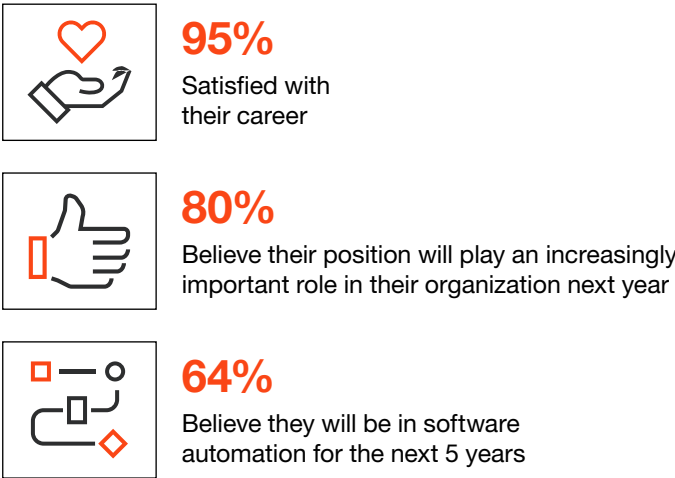 95%
Satisfied with
their career
80%
Believe their position will play an increasingly
important role in their organization next year
64%
Believe they will be in software
automation for the next 5 years